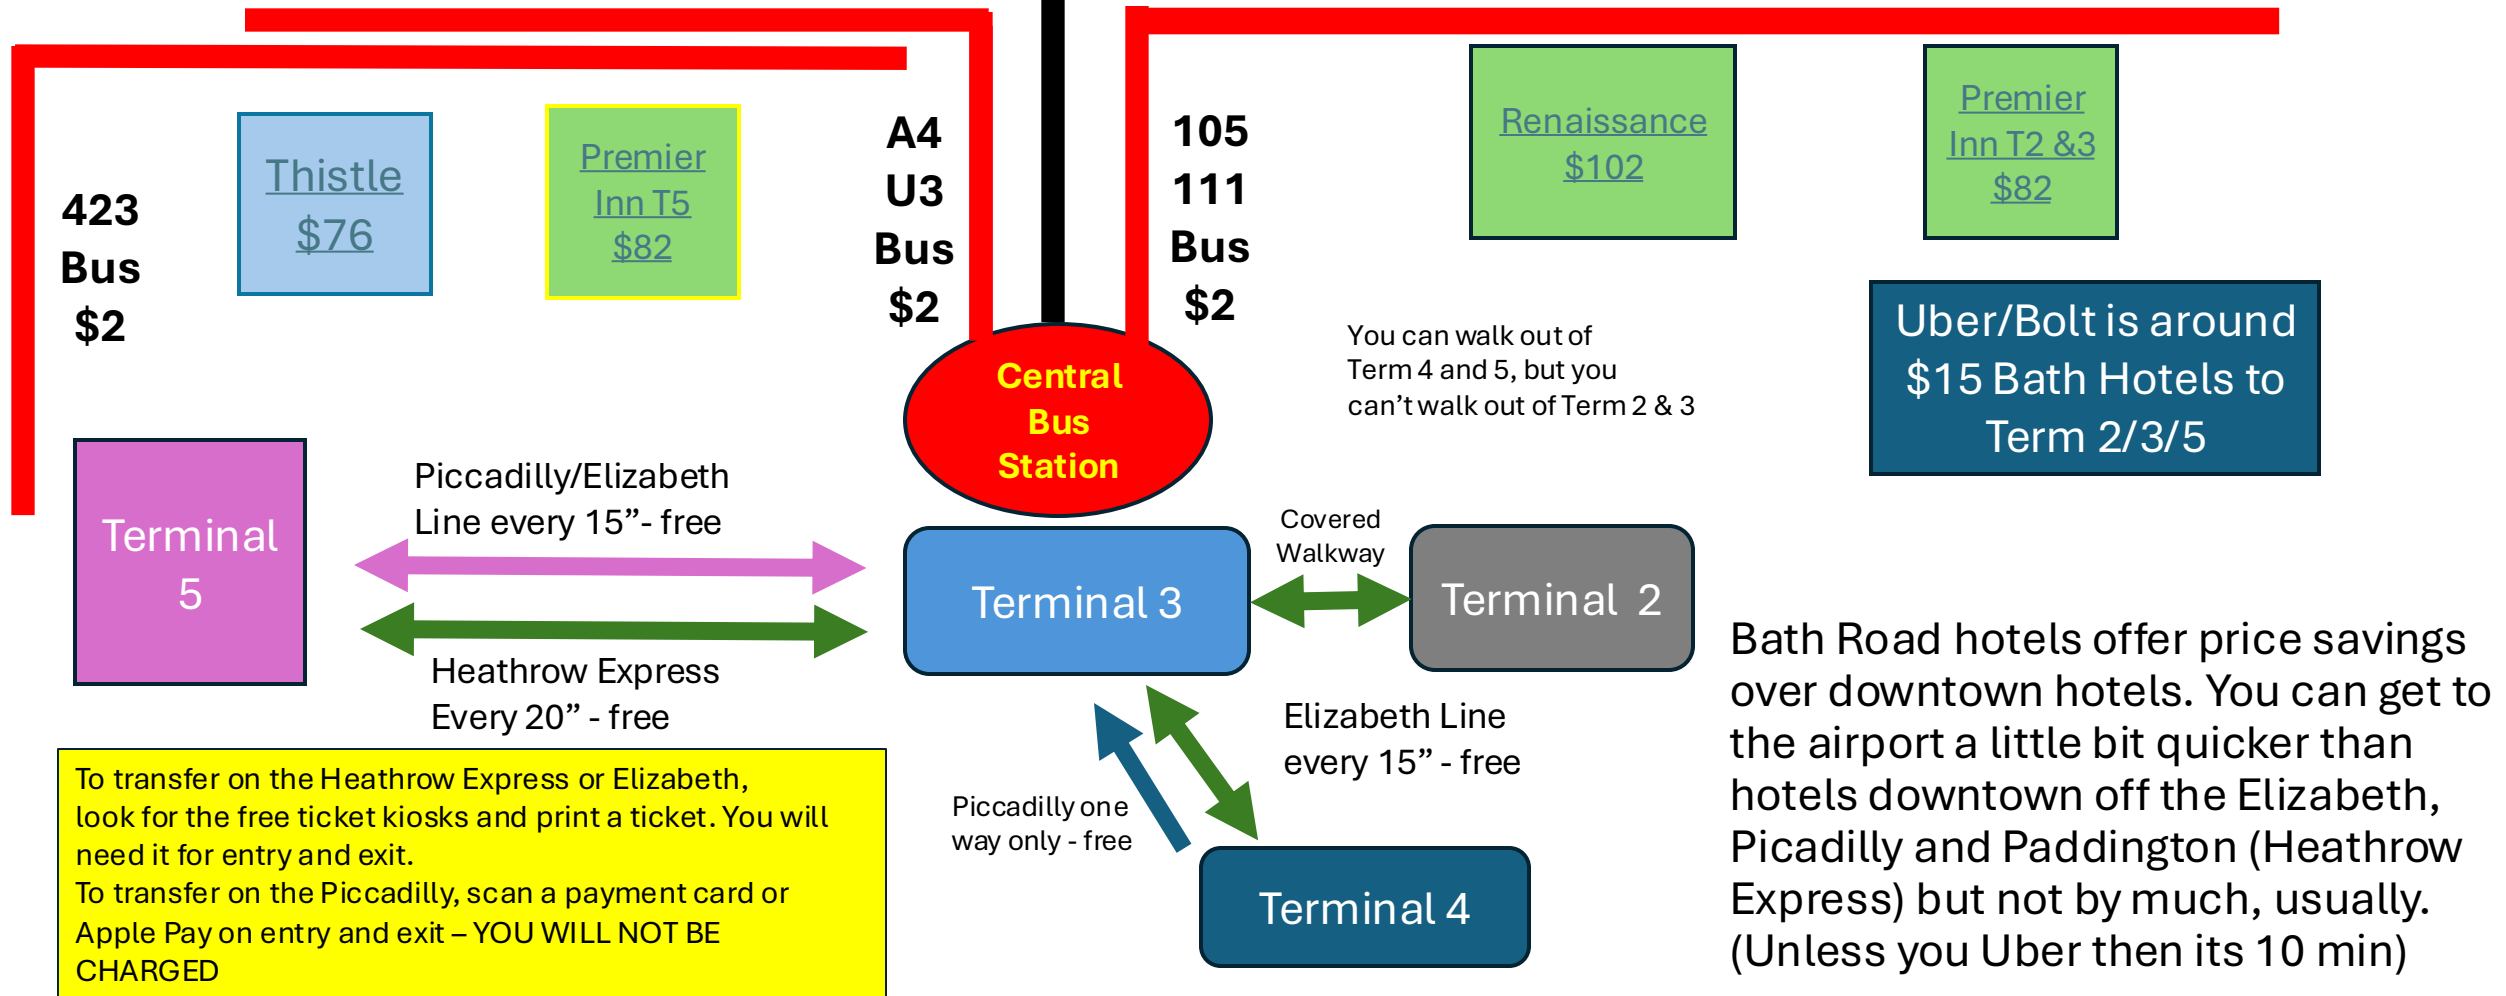 423
Bus
$2
Thistle
$76
Premier
Inn T5
$82
A4
U3
Bus
$2
105
111
Bus
$2
Renaissance
$102
Premier
Inn T2 &3
$82
Central
Bus
Station
You can walk out of
Term 4 and 5, but you
can’t walk out of Term 2 & 3
Uber/Bolt is around
$15 Bath Hotels to
Term 2/3/5
Terminal
5
Piccadilly/Elizabeth
Line every 15”- free
Heathrow Express
Every 20” - free
Terminal 3
Covered
Walkway
Terminal 2
Elizabeth Line
every 15” - free
Piccadilly one
way only - free
Terminal 4
To transfer on the Heathrow Express or Elizabeth,
look for the free ticket kiosks and print a ticket. You will
need it for entry and exit.
To transfer on the Piccadilly, scan a payment card or
Apple Pay on entry and exit – YOU WILL NOT BE
CHARGED
Bath Road hotels offer price savings
over downtown hotels. You can get to
the airport a little bit quicker than
hotels downtown off the Elizabeth,
Picadilly and Paddington (Heathrow
Express) but not by much, usually.
(Unless you Uber then its 10 min)